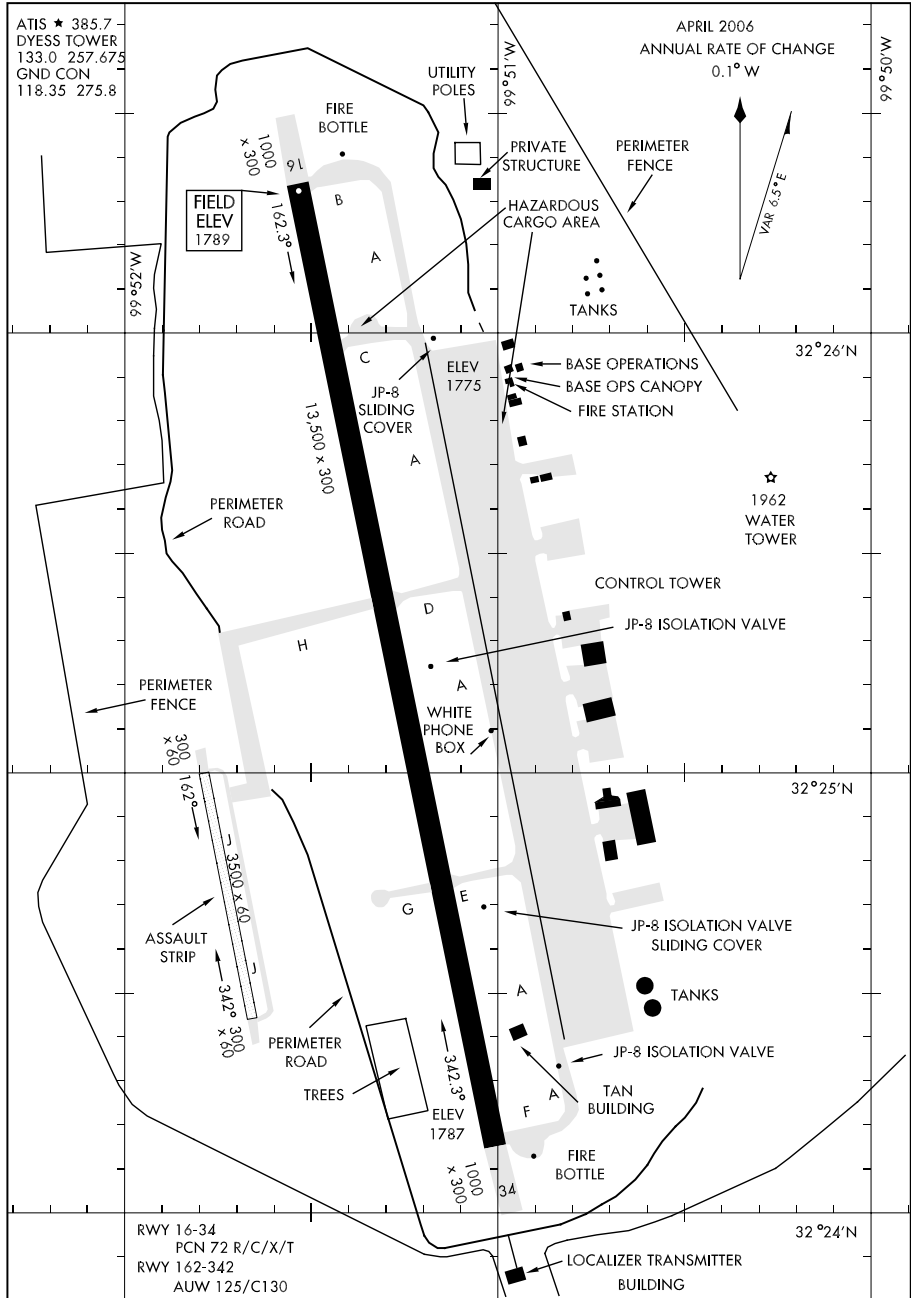 ATIS ★ 385.7
DYESS TOWER
133.0 257.675
GND CON
118.35 275.8
APRIL 2006
ANNUAL RATE OF CHANGE
0.1° W
99°51'W
99°50'W
UTILITY
POLES
FIRE
BOTTLE
1000
x 300
16
PRIVATE
STRUCTURE
PERIMETER
FENCE
VAR 6.5°E
FIELD
ELEV
1789
162.3°
B
HAZARDOUS
CARGO AREA
A
99°52'W
TANKS
32°26'N
C
JP-8
SLIDING
COVER
ELEV
1775
BASE OPERATIONS
BASE OPS CANOPY
FIRE STATION
13,500 x 300
A
PERIMETER
ROAD
1962
WATER
TOWER
CONTROL TOWER
D
JP-8 ISOLATION VALVE
H
A
PERIMETER
FENCE
WHITE
PHONE
BOX
300
x 60
162°
32°25'N
J
3500 x 60
G
E
ASSAULT
STRIP
JP-8 ISOLATION VALVE
SLIDING COVER
J
342°
300
x 60
A
TANKS
PERIMETER
ROAD
342.3°
JP-8 ISOLATION VALVE
TREES
A
TAN
BUILDING
F
ELEV
1787
FIRE
BOTTLE
1000
x 300
34
32°24'N
RWY 16-34
PCN 72 R/C/X/T
RWY 162-342
AUW 125/C130
LOCALIZER TRANSMITTER
BUILDING